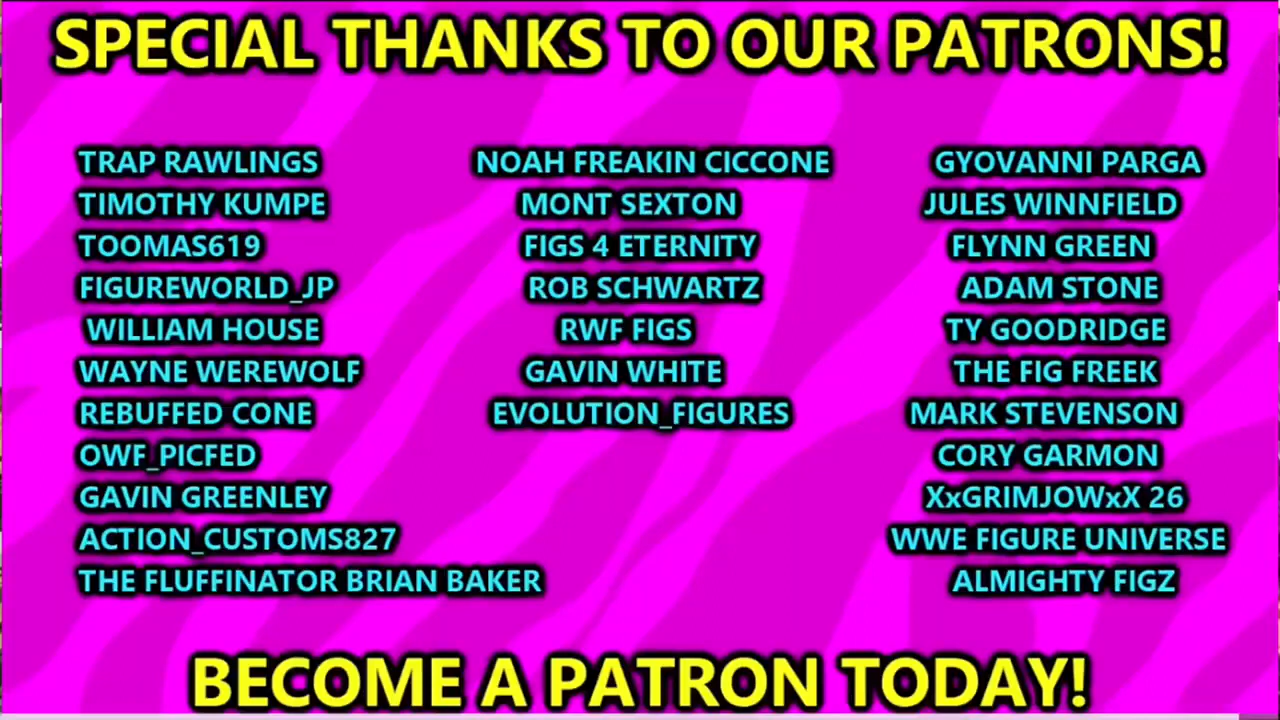 SPECIAL THANKS TO OUR PATRONS!
TRAP RAWLINGS
TIMOTHY KUMPE
TOOMAS619
FIGUREWORLD_JP
WILLIAM HOUSE
WAYNE WEREWOLF
REBUFFED CONE
OWF_PICFED
GAVIN GREENLEY
ACTION_CUSTOMS827
THE FLUFFINATOR BRIAN BAKER
NOAH FREAKIN CICCONE
MONT SEXTON
FIGS 4 ETERNITY
ROB SCHWARTZ
RWF FIGS
GAVIN WHITE
EVOLUTION_FIGURES
GYOVANNI PARGA
JULES WINNFIELD
FLYNN GREEN
ADAM STONE
TY GOODRIDGE
THE FIG FREEK
MARK STEVENSON
CORY GARMON
XxGRIMJOWxX 26
WWE FIGURE UNIVERSE
ALMIGHTY FIGZ
BECOME A PATRON TODAY!